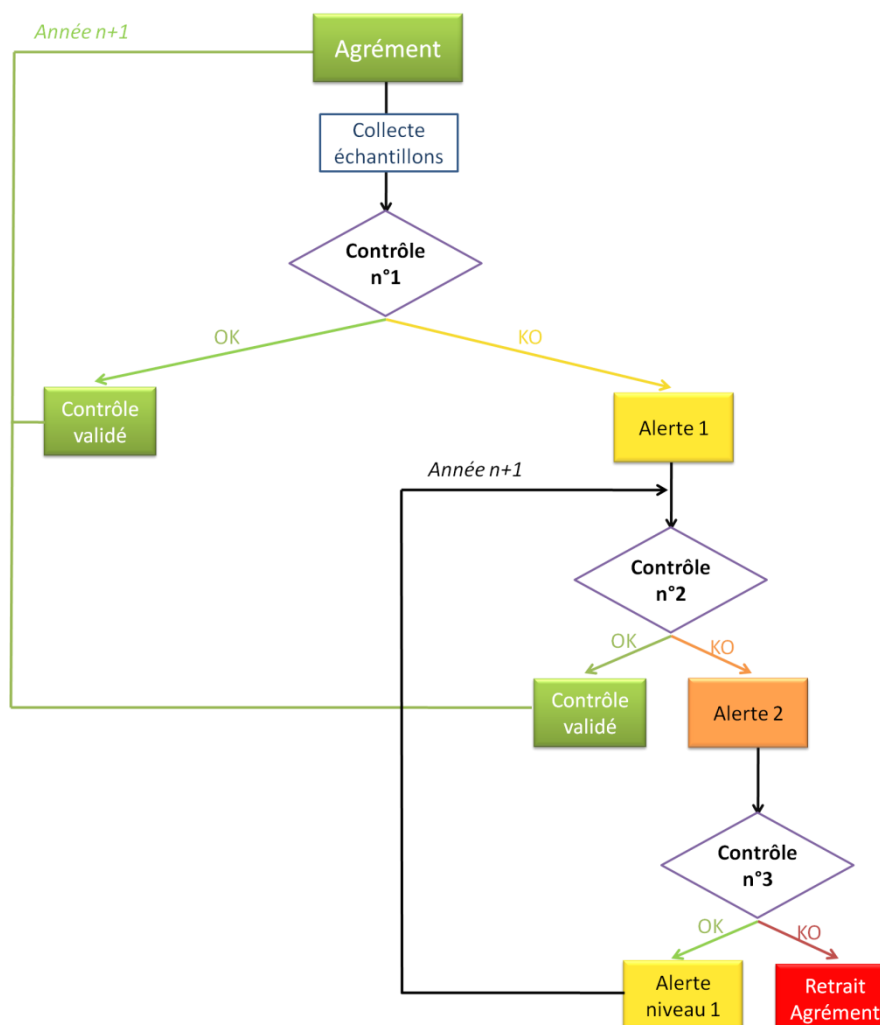 Année n+1
Agrément
Collecte
échantillons
Contrôle
n°1
OK
KO
Contrôle
validé
Alerte 1
Année n+1
Contrôle
n°2
OK
KO
Contrôle
validé
Alerte 2
Contrôle
n°3
OK
KO
Alerte
niveau 1
Retrait
Agrément